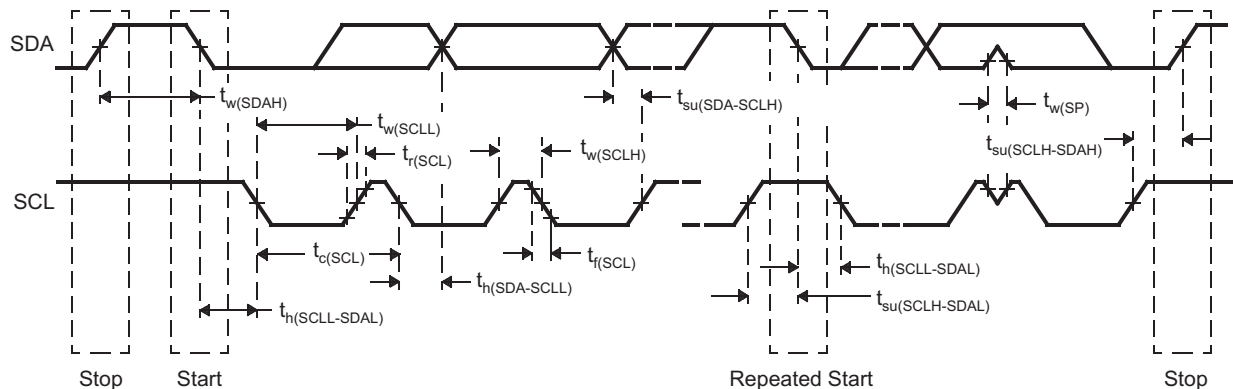 SDA
t_w(SDAH)
t_su(SDA-SCLH)
t_w(SP)
t_w(SCLL)
t_r(SCL)
t_w(SCLH)
t_su(SCLH-SDAH)
SCL
t_c(SCL)
t_f(SCL)
t_h(SCLL-SDAL)
t_h(SDA-SCLL)
t_su(SCLH-SDAL)
t_h(SCLL-SDAL)
Stop
Start
Repeated Start
Stop